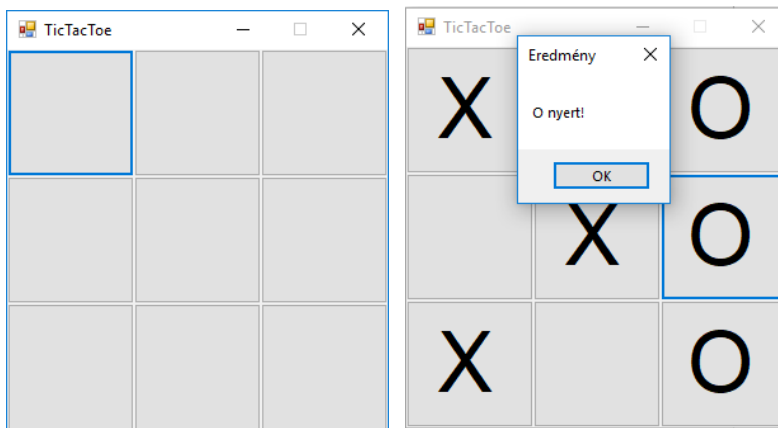 TicTacToe
TicTacToe
Eredmény
O nyert!
OK
X O
X O
X O